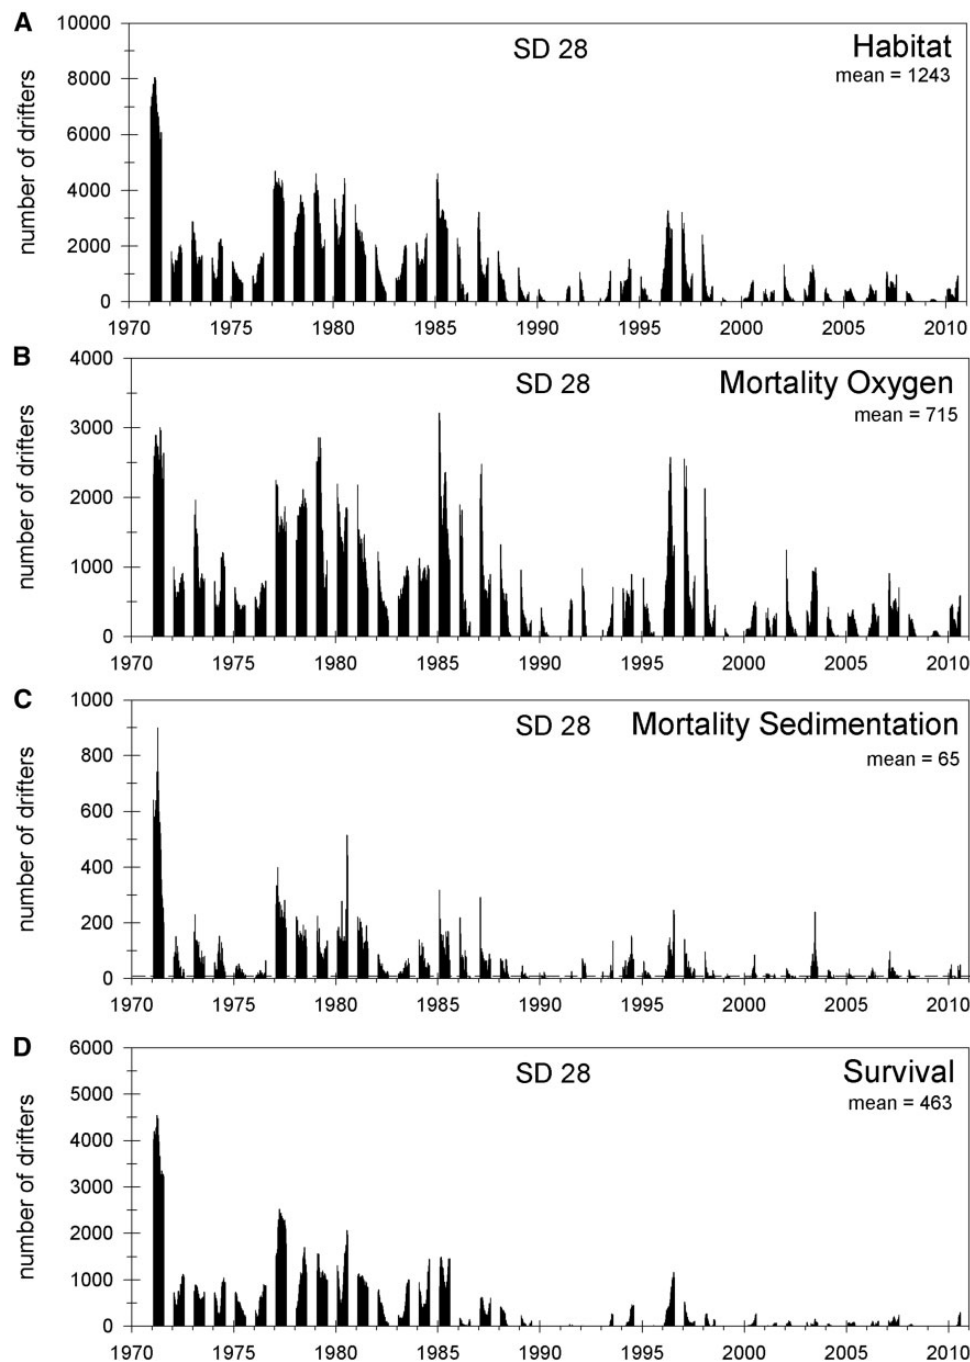 A
SD 28
Habitat
mean = 1243
number of drifters
10000
8000
6000
4000
2000
0
1970 1975 1980 1985 1990 1995 2000 2005 2010
B
SD 28
Mortality Oxygen
mean = 715
number of drifters
4000
3000
2000
1000
0
1970 1975 1980 1985 1990 1995 2000 2005 2010
C
SD 28
Mortality Sedimentation
mean = 65
number of drifters
1000
800
600
400
200
0
1970 1975 1980 1985 1990 1995 2000 2005 2010
D
SD 28
Survival
mean = 463
number of drifters
6000
5000
4000
3000
2000
1000
0
1970 1975 1980 1985 1990 1995 2000 2005 2010